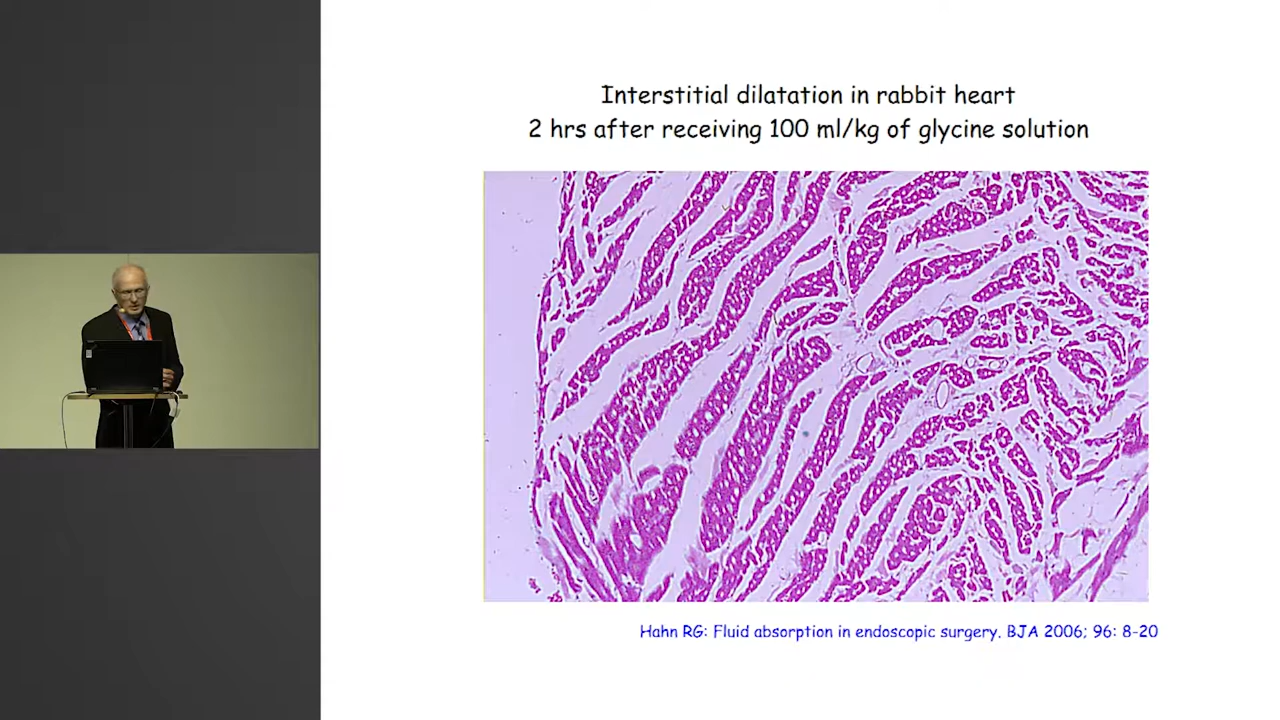 Interstitial dilatation in rabbit heart
2 hrs after receiving 100 ml/kg of glycine solution
Hahn RG: Fluid absorption in endoscopic surgery. BJA 2006; 96: 8-20